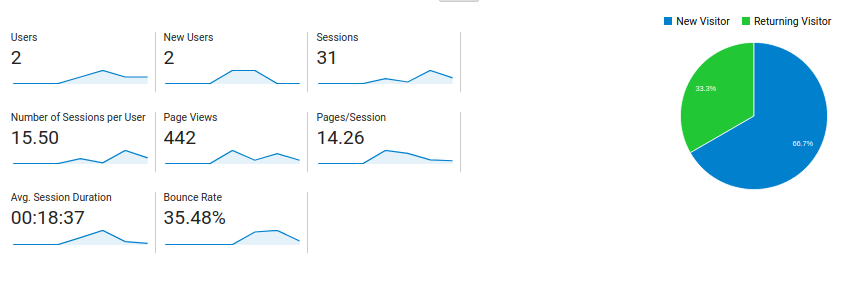 New Visitor
Returning Visitor
Users
2
New Users
2
Sessions
31
Number of Sessions per User
15.50
Page Views
442
Pages/Session
14.26
Avg. Session Duration
00:18:37
Bounce Rate
35.48%
33.3%
66.7%